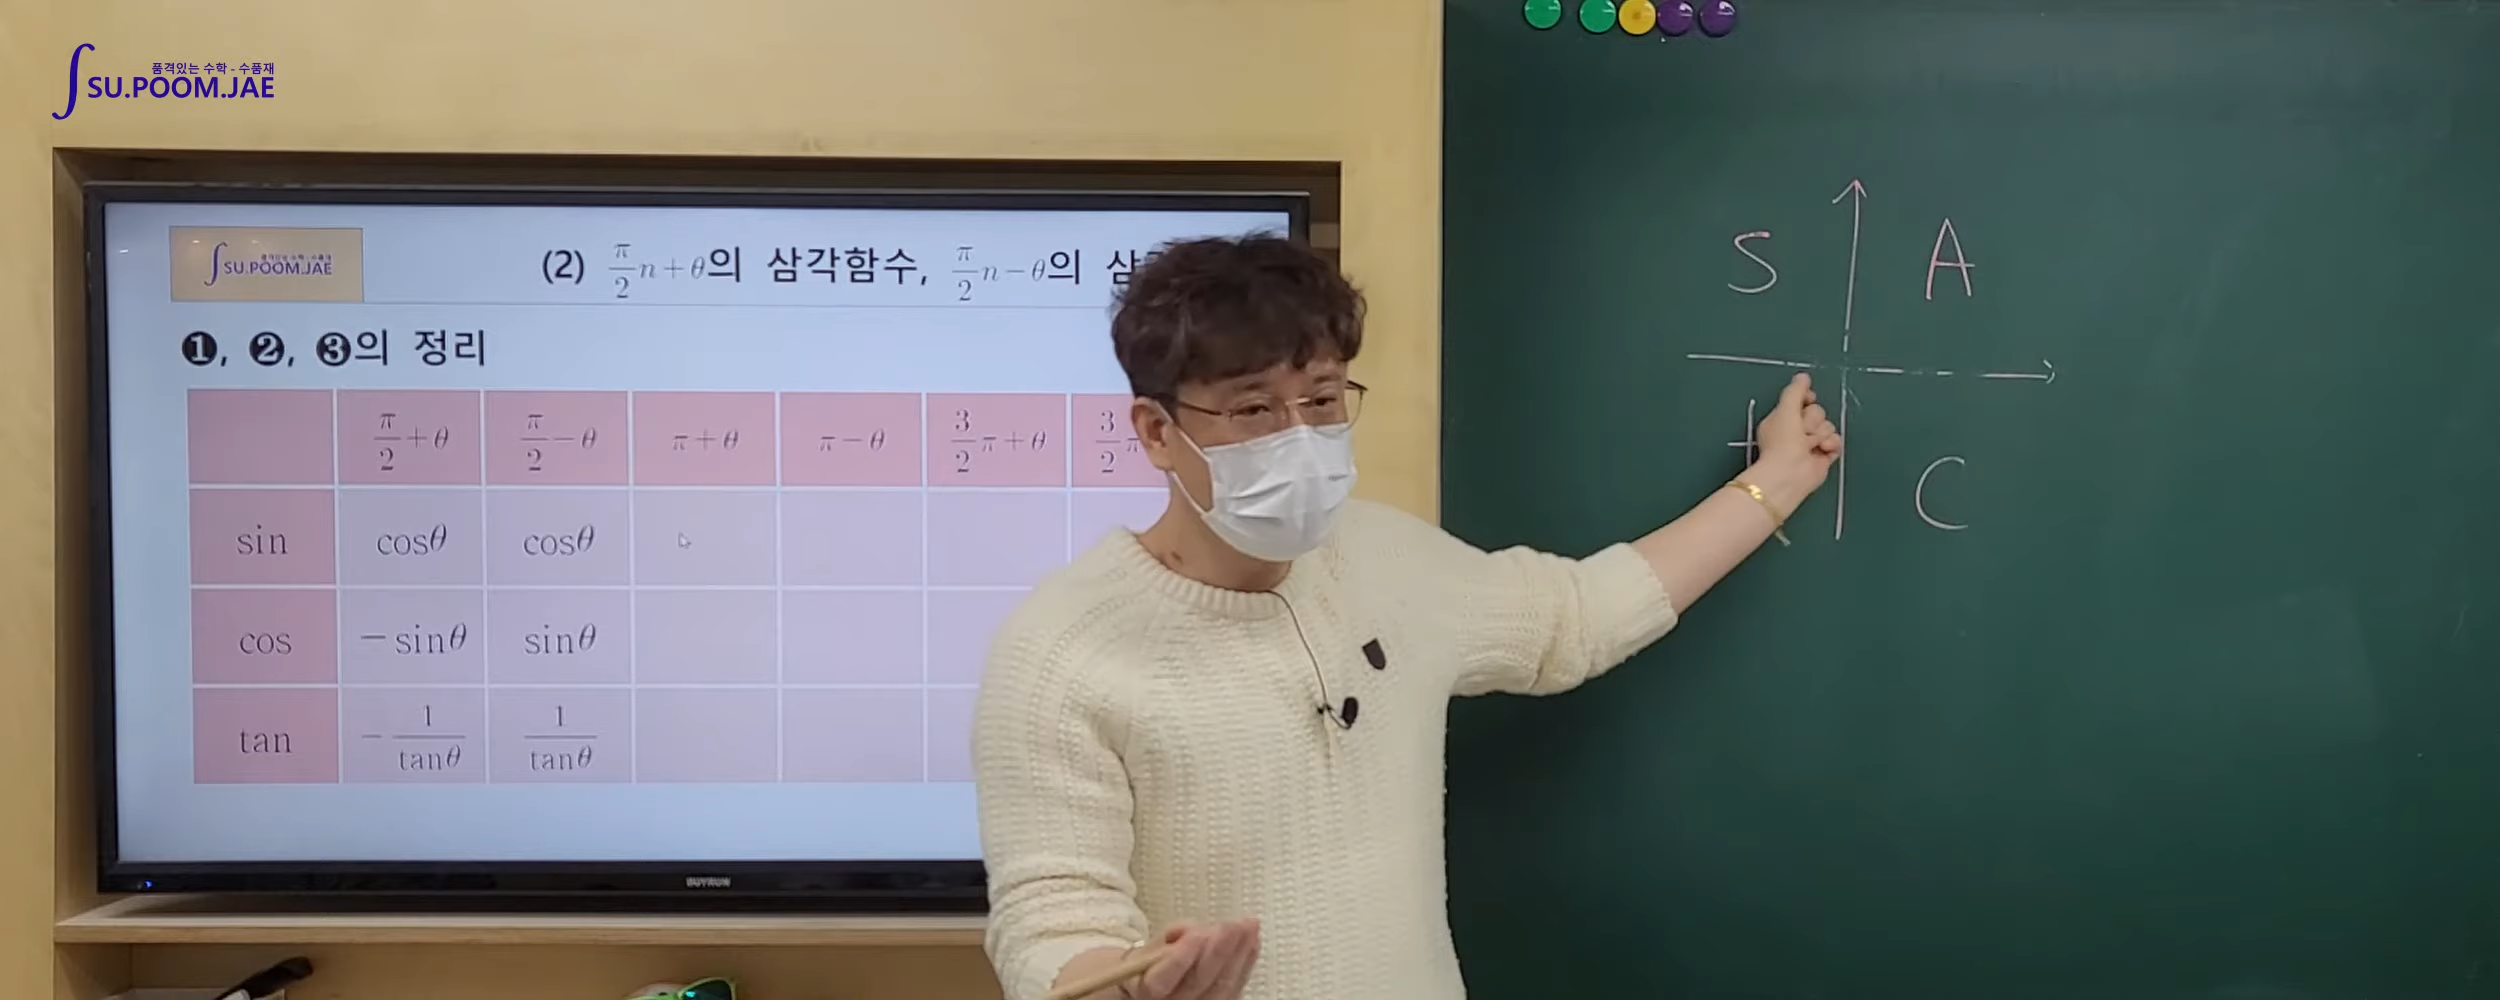 품격있는 수학 - 수품재
SU.POOM.JAE
SU.POOM.JAE
(2) π/2 n+θ의 삼각함수, π/2 n-θ의
❶, ❷, ❸의 정리
π/2+θ π/2-θ π+θ π-θ 3/2π+θ 3/2π
sin cosθ cosθ
cos -sinθ sinθ
tan -1/tanθ 1/tanθ
S A
t C